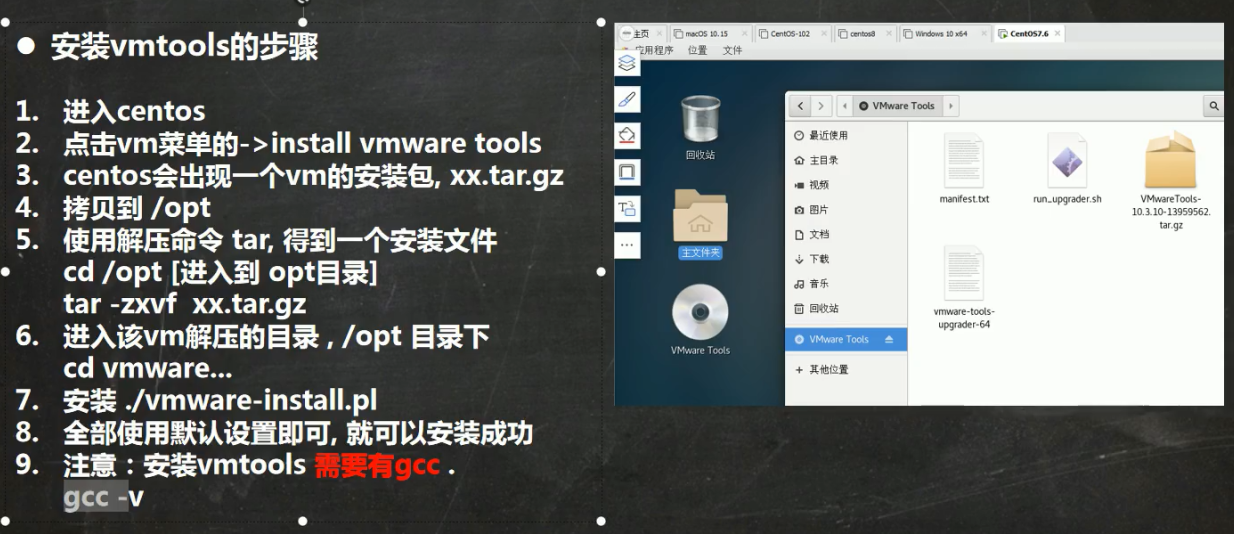 ● 安装vmtools的步骤
1. 进入centos
2. 点击vm菜单的->install vmware tools
3. centos会出现一个vm的安装包, xx.tar.gz
4. 拷贝到 /opt
5. 使用解压命令 tar, 得到一个安装文件
cd /opt [进入到 opt目录]
tar -zxvf xx.tar.gz
6. 进入该vm解压的目录 , /opt 目录下
cd vmware...
7. 安装 ./vmware-install.pl
8. 全部使用默认设置即可, 就可以安装成功
9. 注意：安装vmtools 需要有gcc .
gcc -v
主页 macOS 10.15 CentOS-102 centos8 Windows 10 x64 CentOS7.6
应用程序 位置 文件
VMware Tools
回收站
主文件夹
VMware Tools
最近使用
主目录
视频
图片
文档
下载
音乐
回收站
VMware Tools
+ 其他位置
manifest.txt
run_upgrader.sh
VMwareTools-
10.3.10-13959562.
tar.gz
vmware-tools-
upgrader-64